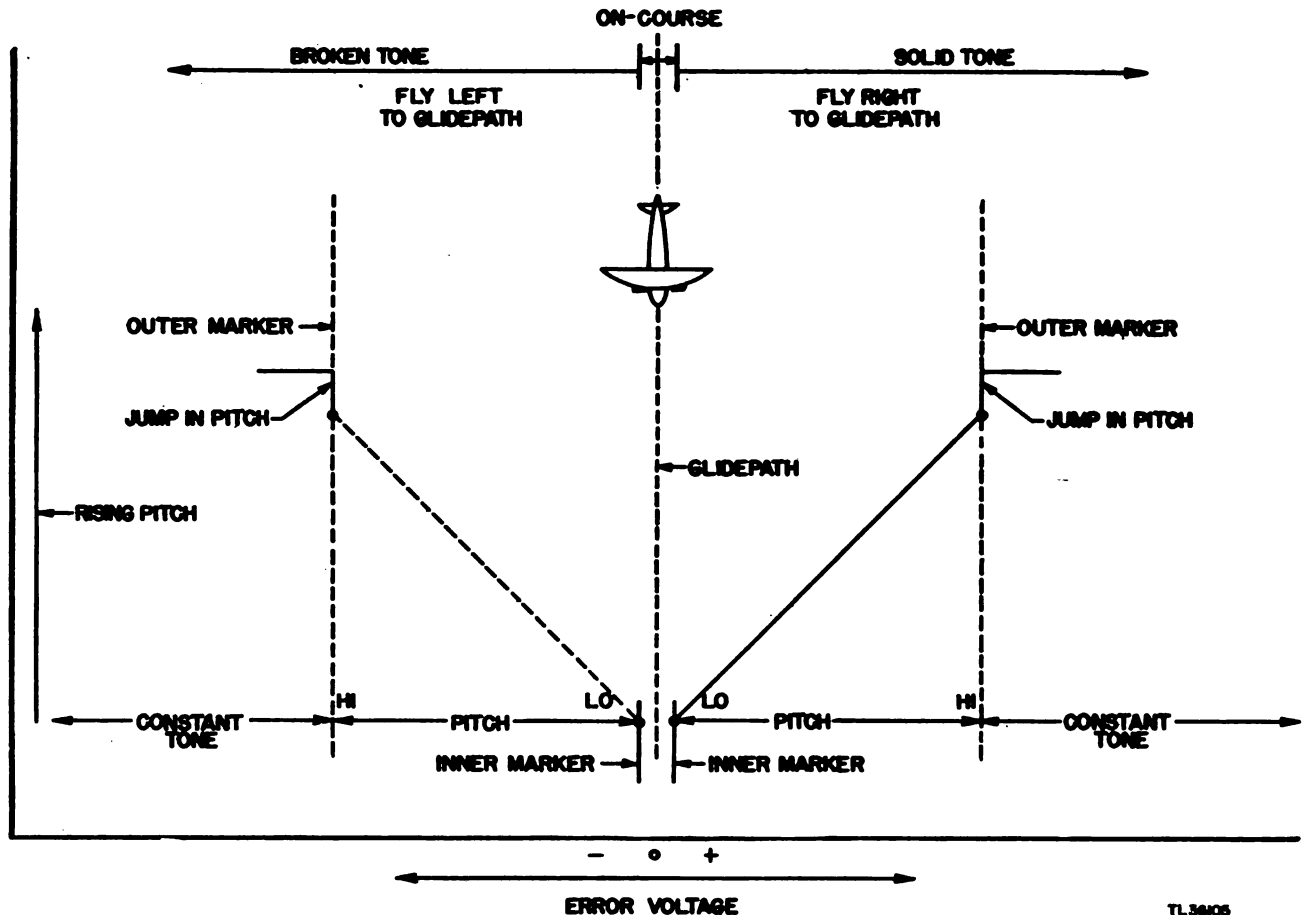 ON-COURSE
BROKEN TONE
SOLID TONE
FLY LEFT
TO GLIDEPATH
FLY RIGHT
TO GLIDEPATH
OUTER MARKER
OUTER MARKER
JUMP IN PITCH
JUMP IN PITCH
GLIDEPATH
RISING PITCH
HI
LO
LO
HI
CONSTANT
TONE
PITCH
PITCH
CONSTANT
TONE
INNER MARKER
INNER MARKER
- o +
ERROR VOLTAGE
TL34105